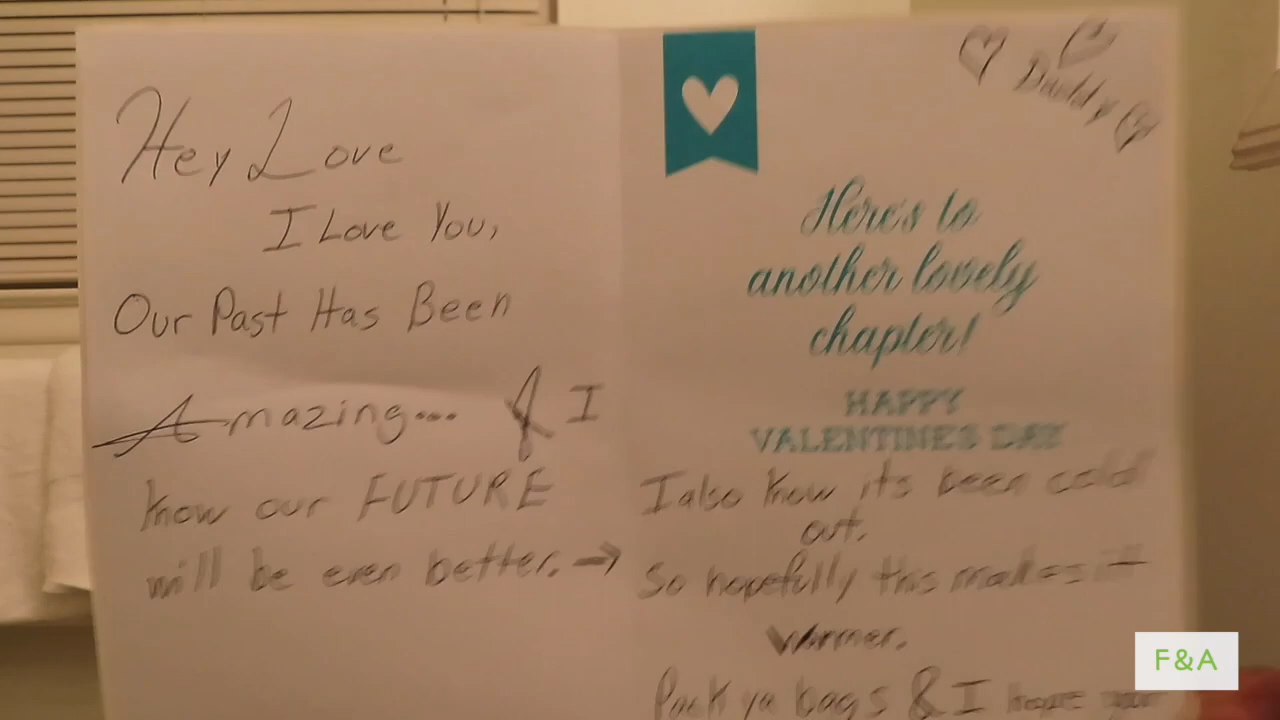 Hey Love
I Love You,
Our Past Has Been
Amazing... & I
know our FUTURE
will be even better. →
Daddy
Here's to
another lovely
chapter!
HAPPY
VALENTINES DAY
I also know its been cold
out.
So hopefully this makes it
warmer.
Pack ya bags & I hope
F&A